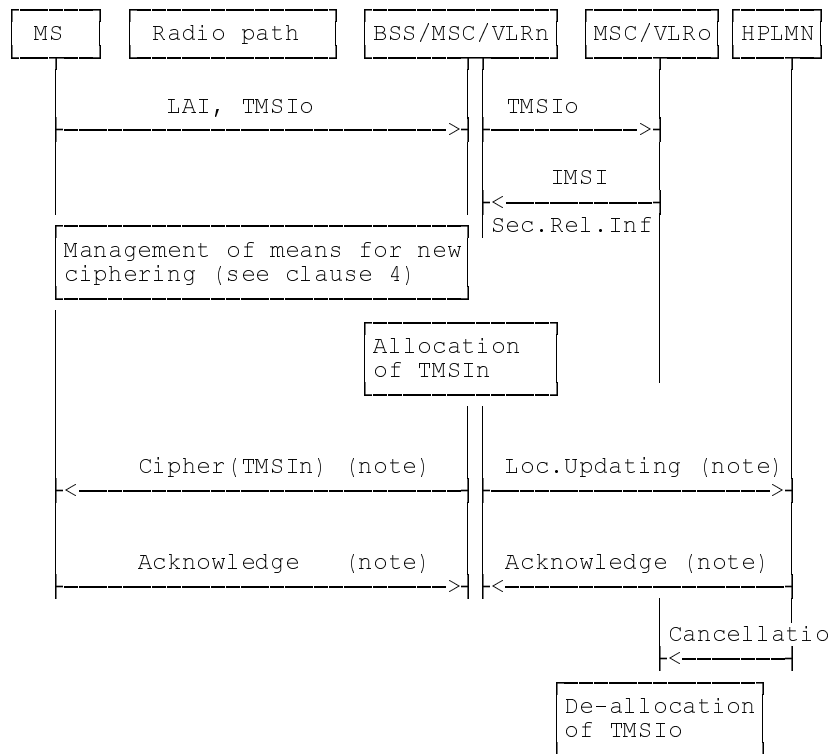 MS Radio path BSS/MSC/VLRn MSC/VLRo HPLMN
LAI, TMSIo TMSIo
IMSI
Sec.Rel.Inf
Management of means for new
ciphering (see clause 4)
Allocation
of TMSIn
Cipher(TMSIn) (note) Loc.Updating (note)
Acknowledge (note) Acknowledge (note)
Cancellatio
De-allocation
of TMSIo